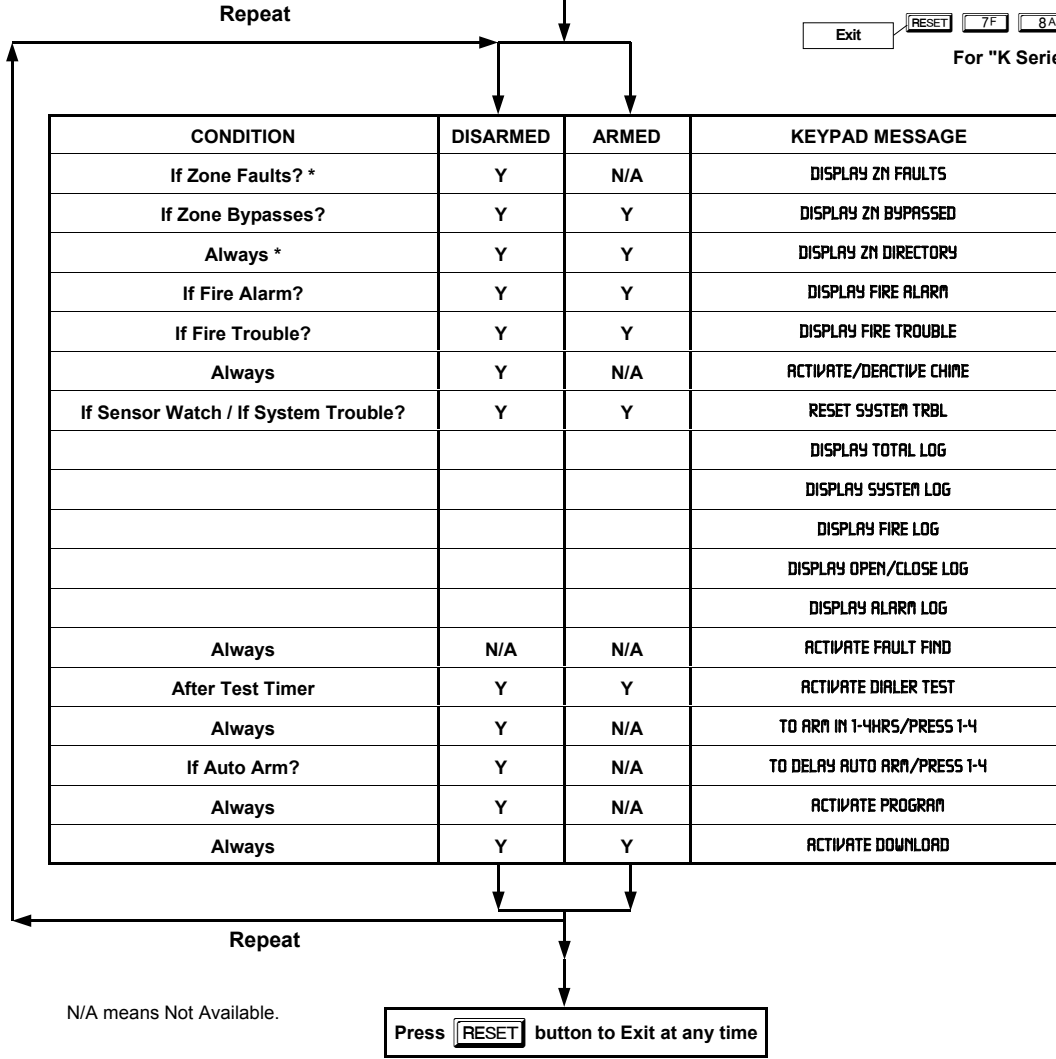 Repeat
Exit RESET 7F 8A
For "K Serie
CONDITION DISARMED ARMED KEYPAD MESSAGE
If Zone Faults? * Y N/A DISPLAY ZN FAULTS
If Zone Bypasses? Y Y DISPLAY ZN BYPASSED
Always * Y Y DISPLAY ZN DIRECTORY
If Fire Alarm? Y Y DISPLAY FIRE ALARM
If Fire Trouble? Y Y DISPLAY FIRE TROUBLE
Always Y N/A ACTIVATE/DEACTIVE CHIME
If Sensor Watch / If System Trouble? Y Y RESET SYSTEM TRBL
DISPLAY TOTAL LOG
DISPLAY SYSTEM LOG
DISPLAY FIRE LOG
DISPLAY OPEN/CLOSE LOG
DISPLAY ALARM LOG
Always N/A N/A ACTIVATE FAULT FIND
After Test Timer Y Y ACTIVATE DIALER TEST
Always Y N/A TO ARM IN 1-4HRS/PRESS 1-4
If Auto Arm? Y N/A TO DELAY AUTO ARM/PRESS 1-4
Always Y N/A ACTIVATE PROGRAM
Always Y Y ACTIVATE DOWNLOAD
Repeat
N/A means Not Available.
Press RESET button to Exit at any time